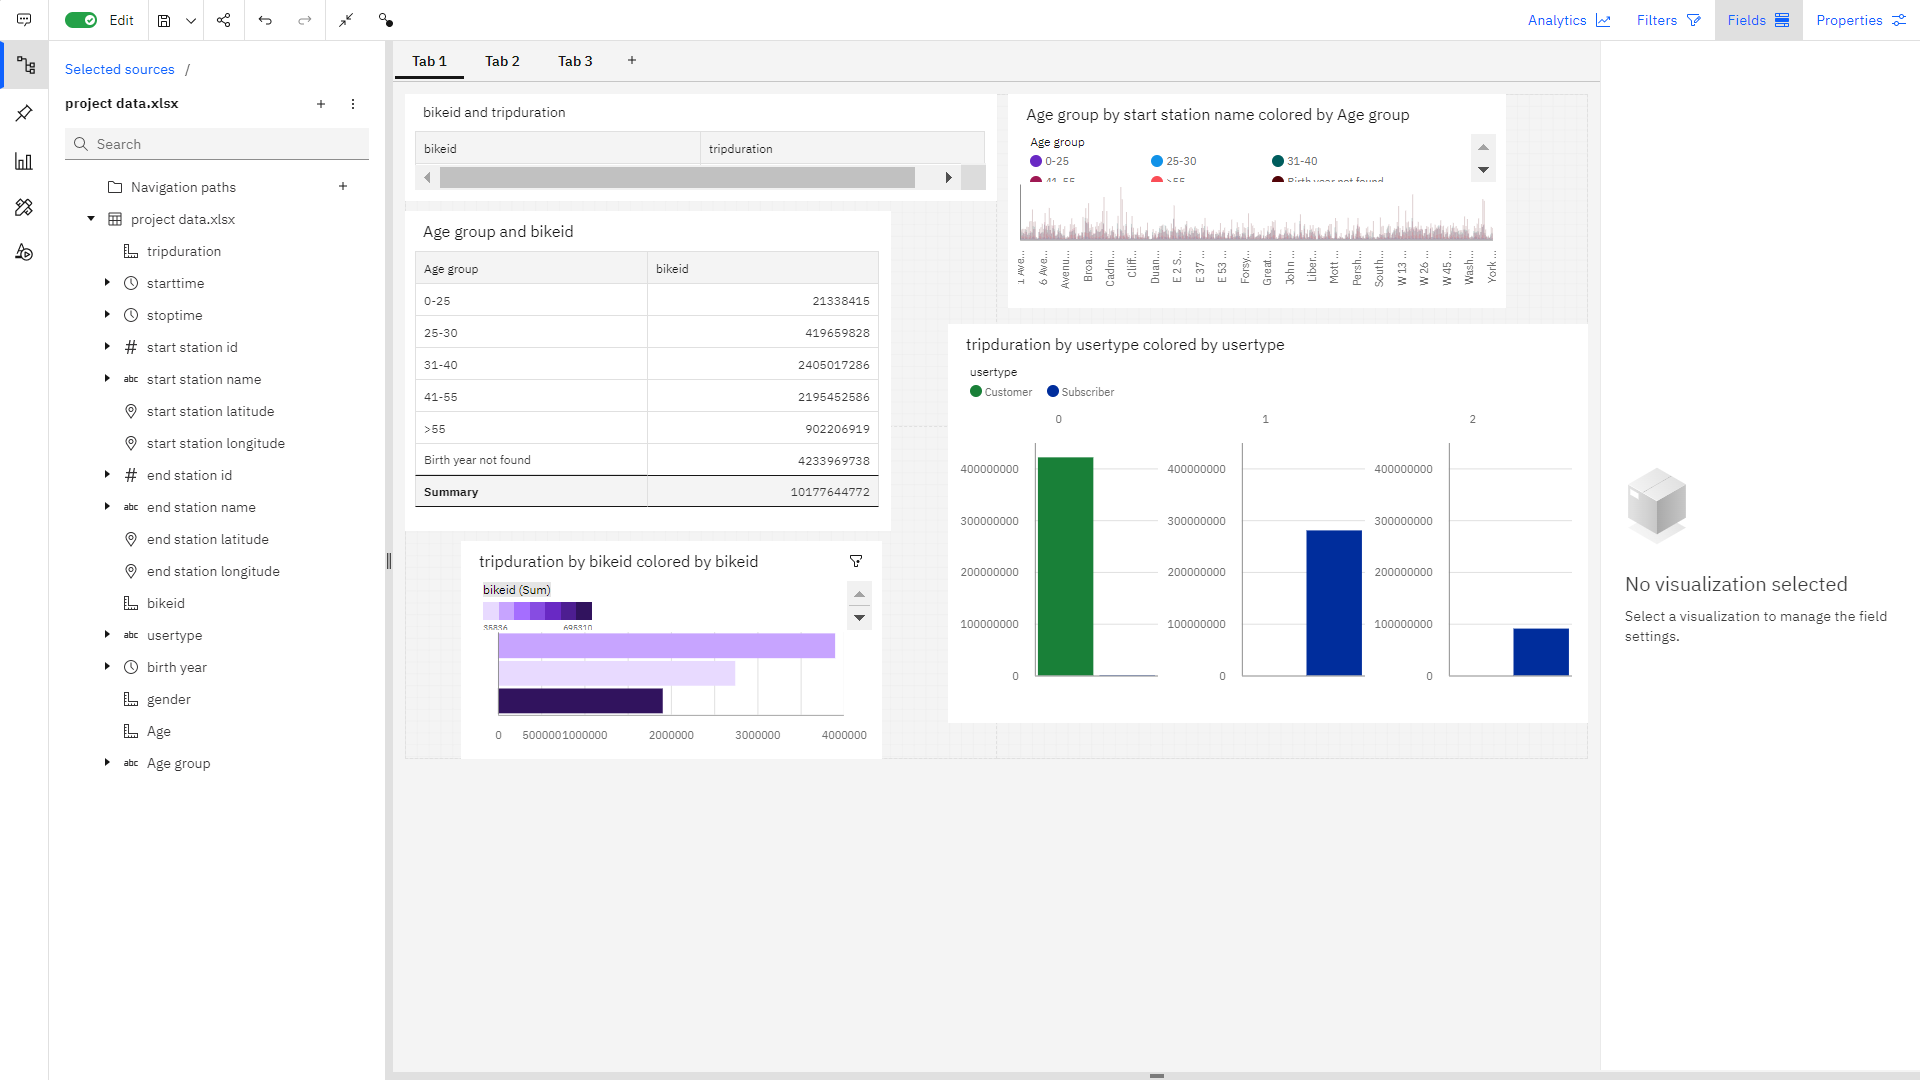 Edit
Analytics
Filters
Fields
Properties
Selected sources /
project data.xlsx
Search
Navigation paths
project data.xlsx
tripduration
starttime
stoptime
# start station id
abc start station name
start station latitude
start station longitude
# end station id
abc end station name
end station latitude
end station longitude
bikeid
abc usertype
birth year
gender
Age
abc Age group
Tab 1 Tab 2 Tab 3 +
bikeid and tripduration
bikeid tripduration
Age group and bikeid
Age group bikeid
0-25 21338415
25-30 419659828
31-40 2405017286
41-55 2195452586
>55 902206919
Birth year not found 4233969738
Summary 10177644772
tripduration by bikeid colored by bikeid
bikeid (Sum)
35836 695310
0 5000001000000 2000000 3000000 4000000
Age group by start station name colored by Age group
Age group
0-25 25-30 31-40
41-55 >55 Birth year not found
1 Ave... 6 Ave... Avenu... Broa... Cadm... Cliff... Duan... E 2 S... E 37 ... E 53 ... Forsy... Great... John ... Liber... Mott ... Persh... South... W 13 ... W 26 ... W 45 ... Wash... York ...
tripduration by usertype colored by usertype
usertype
Customer Subscriber
0 1 2
400000000 400000000 400000000
300000000 300000000 300000000
200000000 200000000 200000000
100000000 100000000 100000000
0 0 0
No visualization selected
Select a visualization to manage the field
settings.